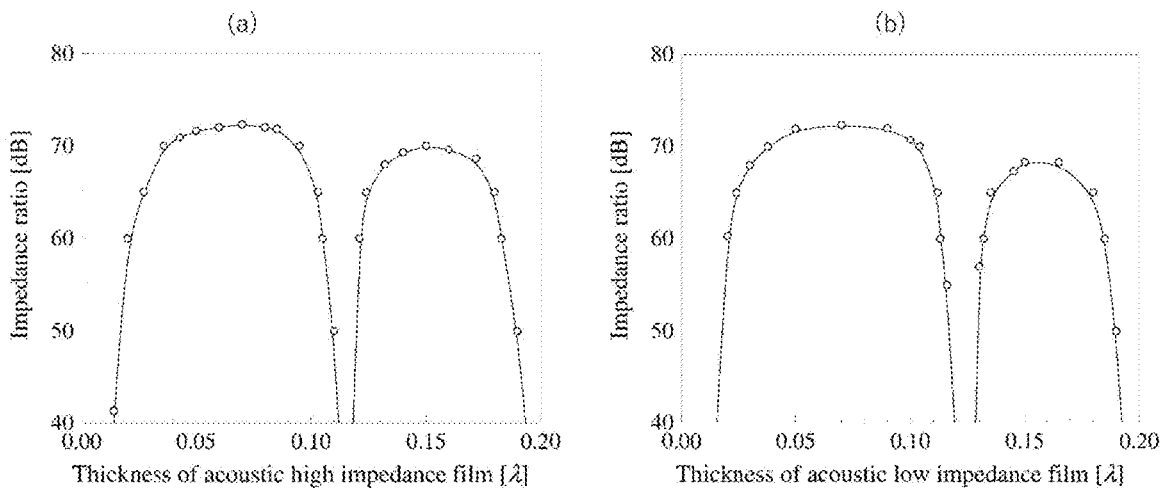 (a)
80
70
60
50
40
Impedance ratio [dB]
0.00 0.05 0.10 0.15 0.20
Thickness of acoustic high impedance film [λ]
(b)
80
70
60
50
40
Impedance ratio [dB]
0.00 0.05 0.10 0.15 0.20
Thickness of acoustic low impedance film [λ]